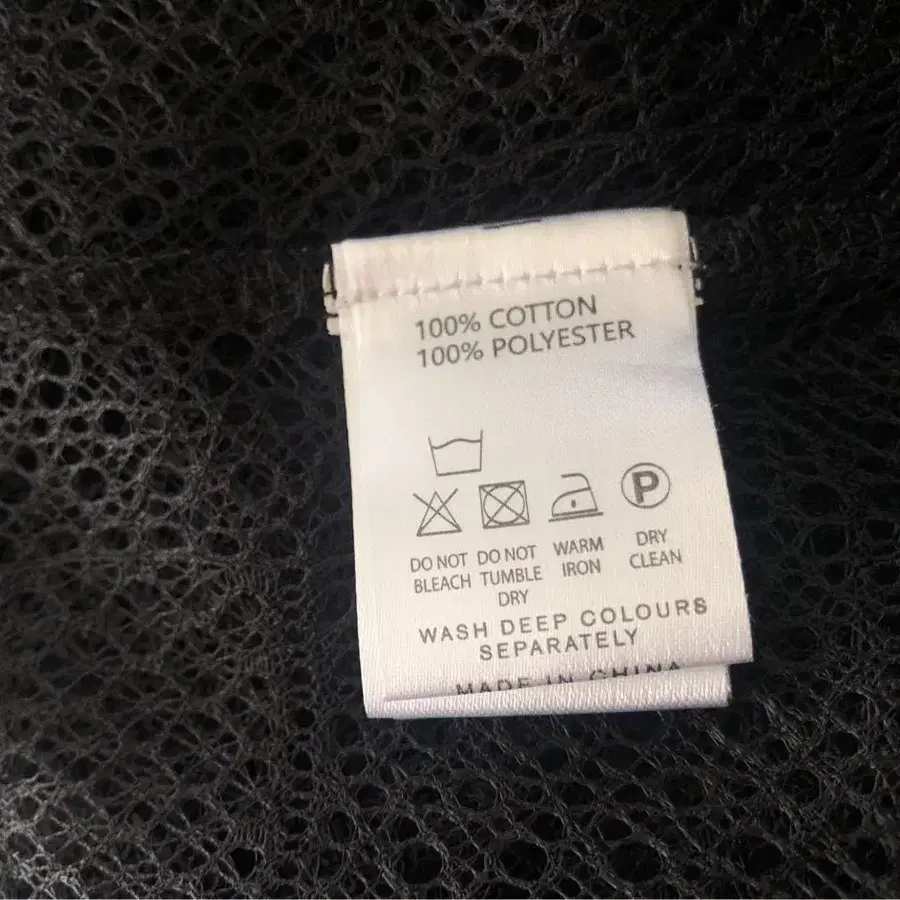 100% COTTON
100% POLYESTER
P
DO NOT BLEACH
DO NOT TUMBLE DRY
WARM IRON
DRY CLEAN
WASH DEEP COLOURS
SEPARATELY
MADE IN CHINA